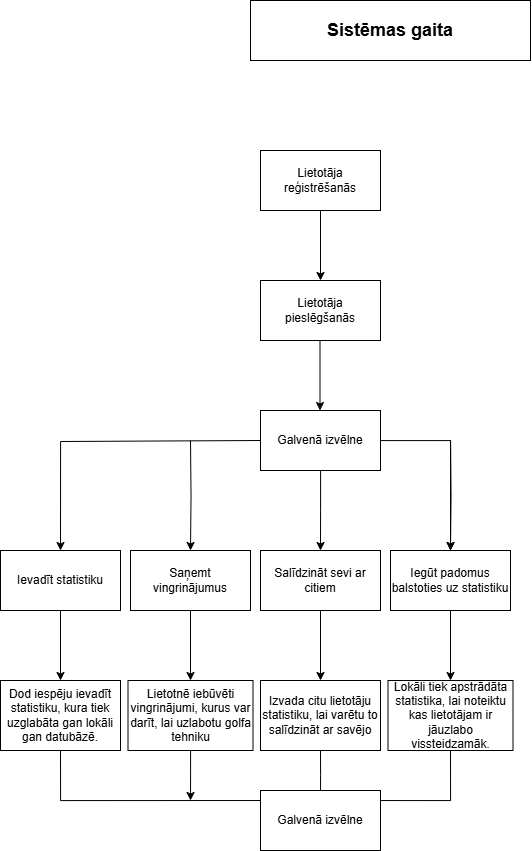 Sistēmas gaita
Lietotāja
reģistrēšanās
Lietotāja
pieslēgšanās
Galvenā izvēlne
Ievadīt statistiku
Saņemt
vingrinājumus
Salīdzināt sevi ar
citiem
Iegūt padomus
balstoties uz statistiku
Dod iespēju ievadīt
statistiku, kura tiek
uzglabāta gan lokāli
gan datubāzē.
Lietotnē iebūvēti
vingrinājumi, kurus var
darīt, lai uzlabotu golfa
tehniku
Izvada citu lietotāju
statistiku, lai varētu to
salīdzināt ar savējo
Lokāli tiek apstrādāta
statistika, lai noteiktu
kas lietotājam ir
jāuzlabo
vissteidzamāk.
Galvenā izvēlne